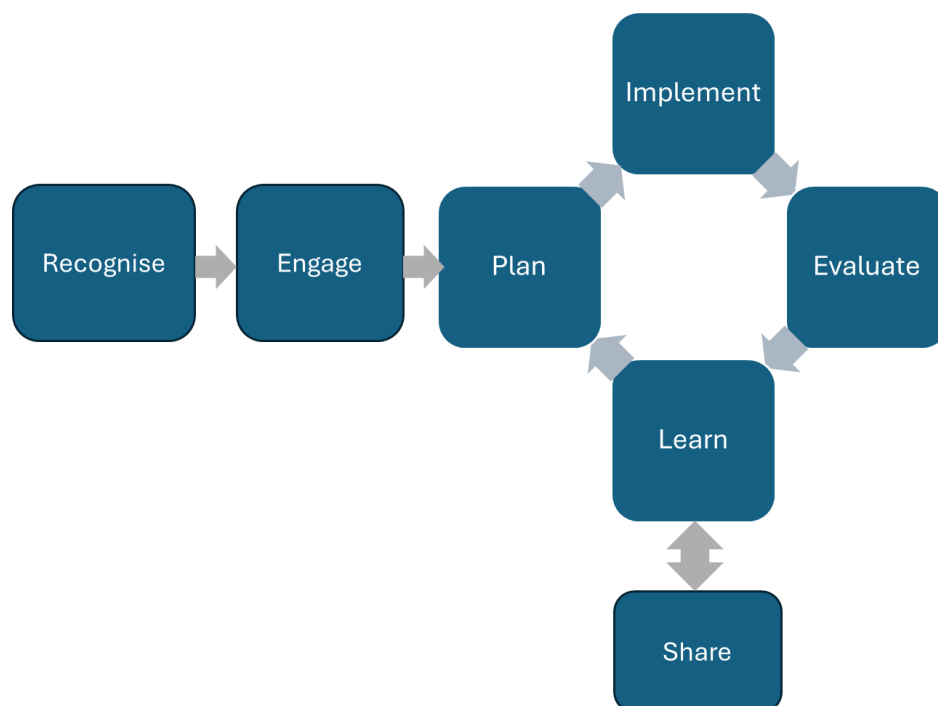 Implement
Recognise
Engage
Plan
Evaluate
Learn
Share